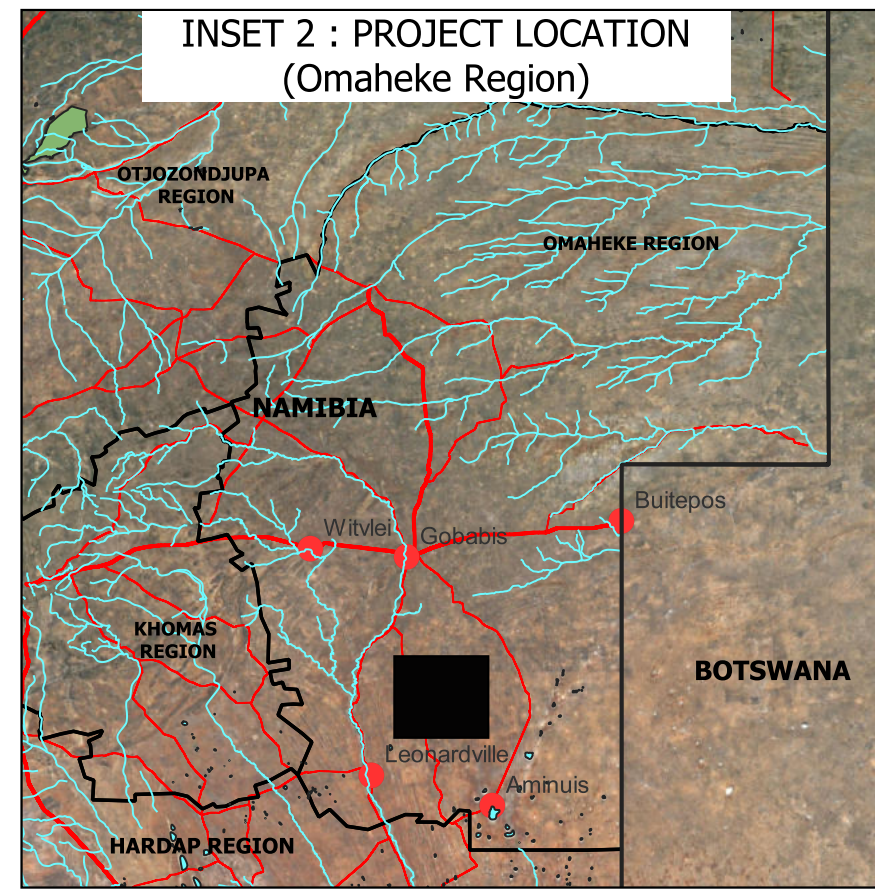 INSET 2 : PROJECT LOCATION
(Omaheke Region)
OTJOZONDJUPA
REGION
OMAHEKE REGION
NAMIBIA
Buitepos
Witvlei
Gobabis
KHOMAS
REGION
BOTSWANA
Leonardville
Aminuis
HARDAP REGION